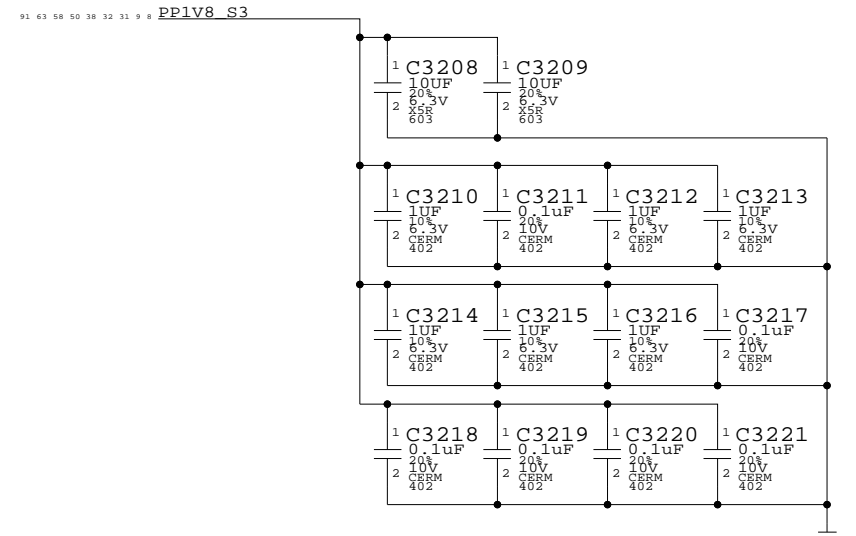 91 63 58 50 38 32 31 9 8 PP1V8_S3
1 C3208 1 C3209
10UF 10UF
20% 20%
6.3V 6.3V
2 X5R 2 X5R
603 603
1 C3210 1 C3211 1 C3212 1 C3213
1UF 0.1uF 1UF 1UF
10% 20% 10% 10%
6.3V 10V 6.3V 6.3V
2 CERM 2 CERM 2 CERM 2 CERM
402 402 402 402
1 C3214 1 C3215 1 C3216 1 C3217
1UF 1UF 1UF 0.1uF
10% 10% 10% 20%
6.3V 6.3V 6.3V 10V
2 CERM 2 CERM 2 CERM 2 CERM
402 402 402 402
1 C3218 1 C3219 1 C3220 1 C3221
0.1uF 0.1uF 0.1uF 0.1uF
20% 20% 20% 20%
10V 10V 10V 10V
2 CERM 2 CERM 2 CERM 2 CERM
402 402 402 402